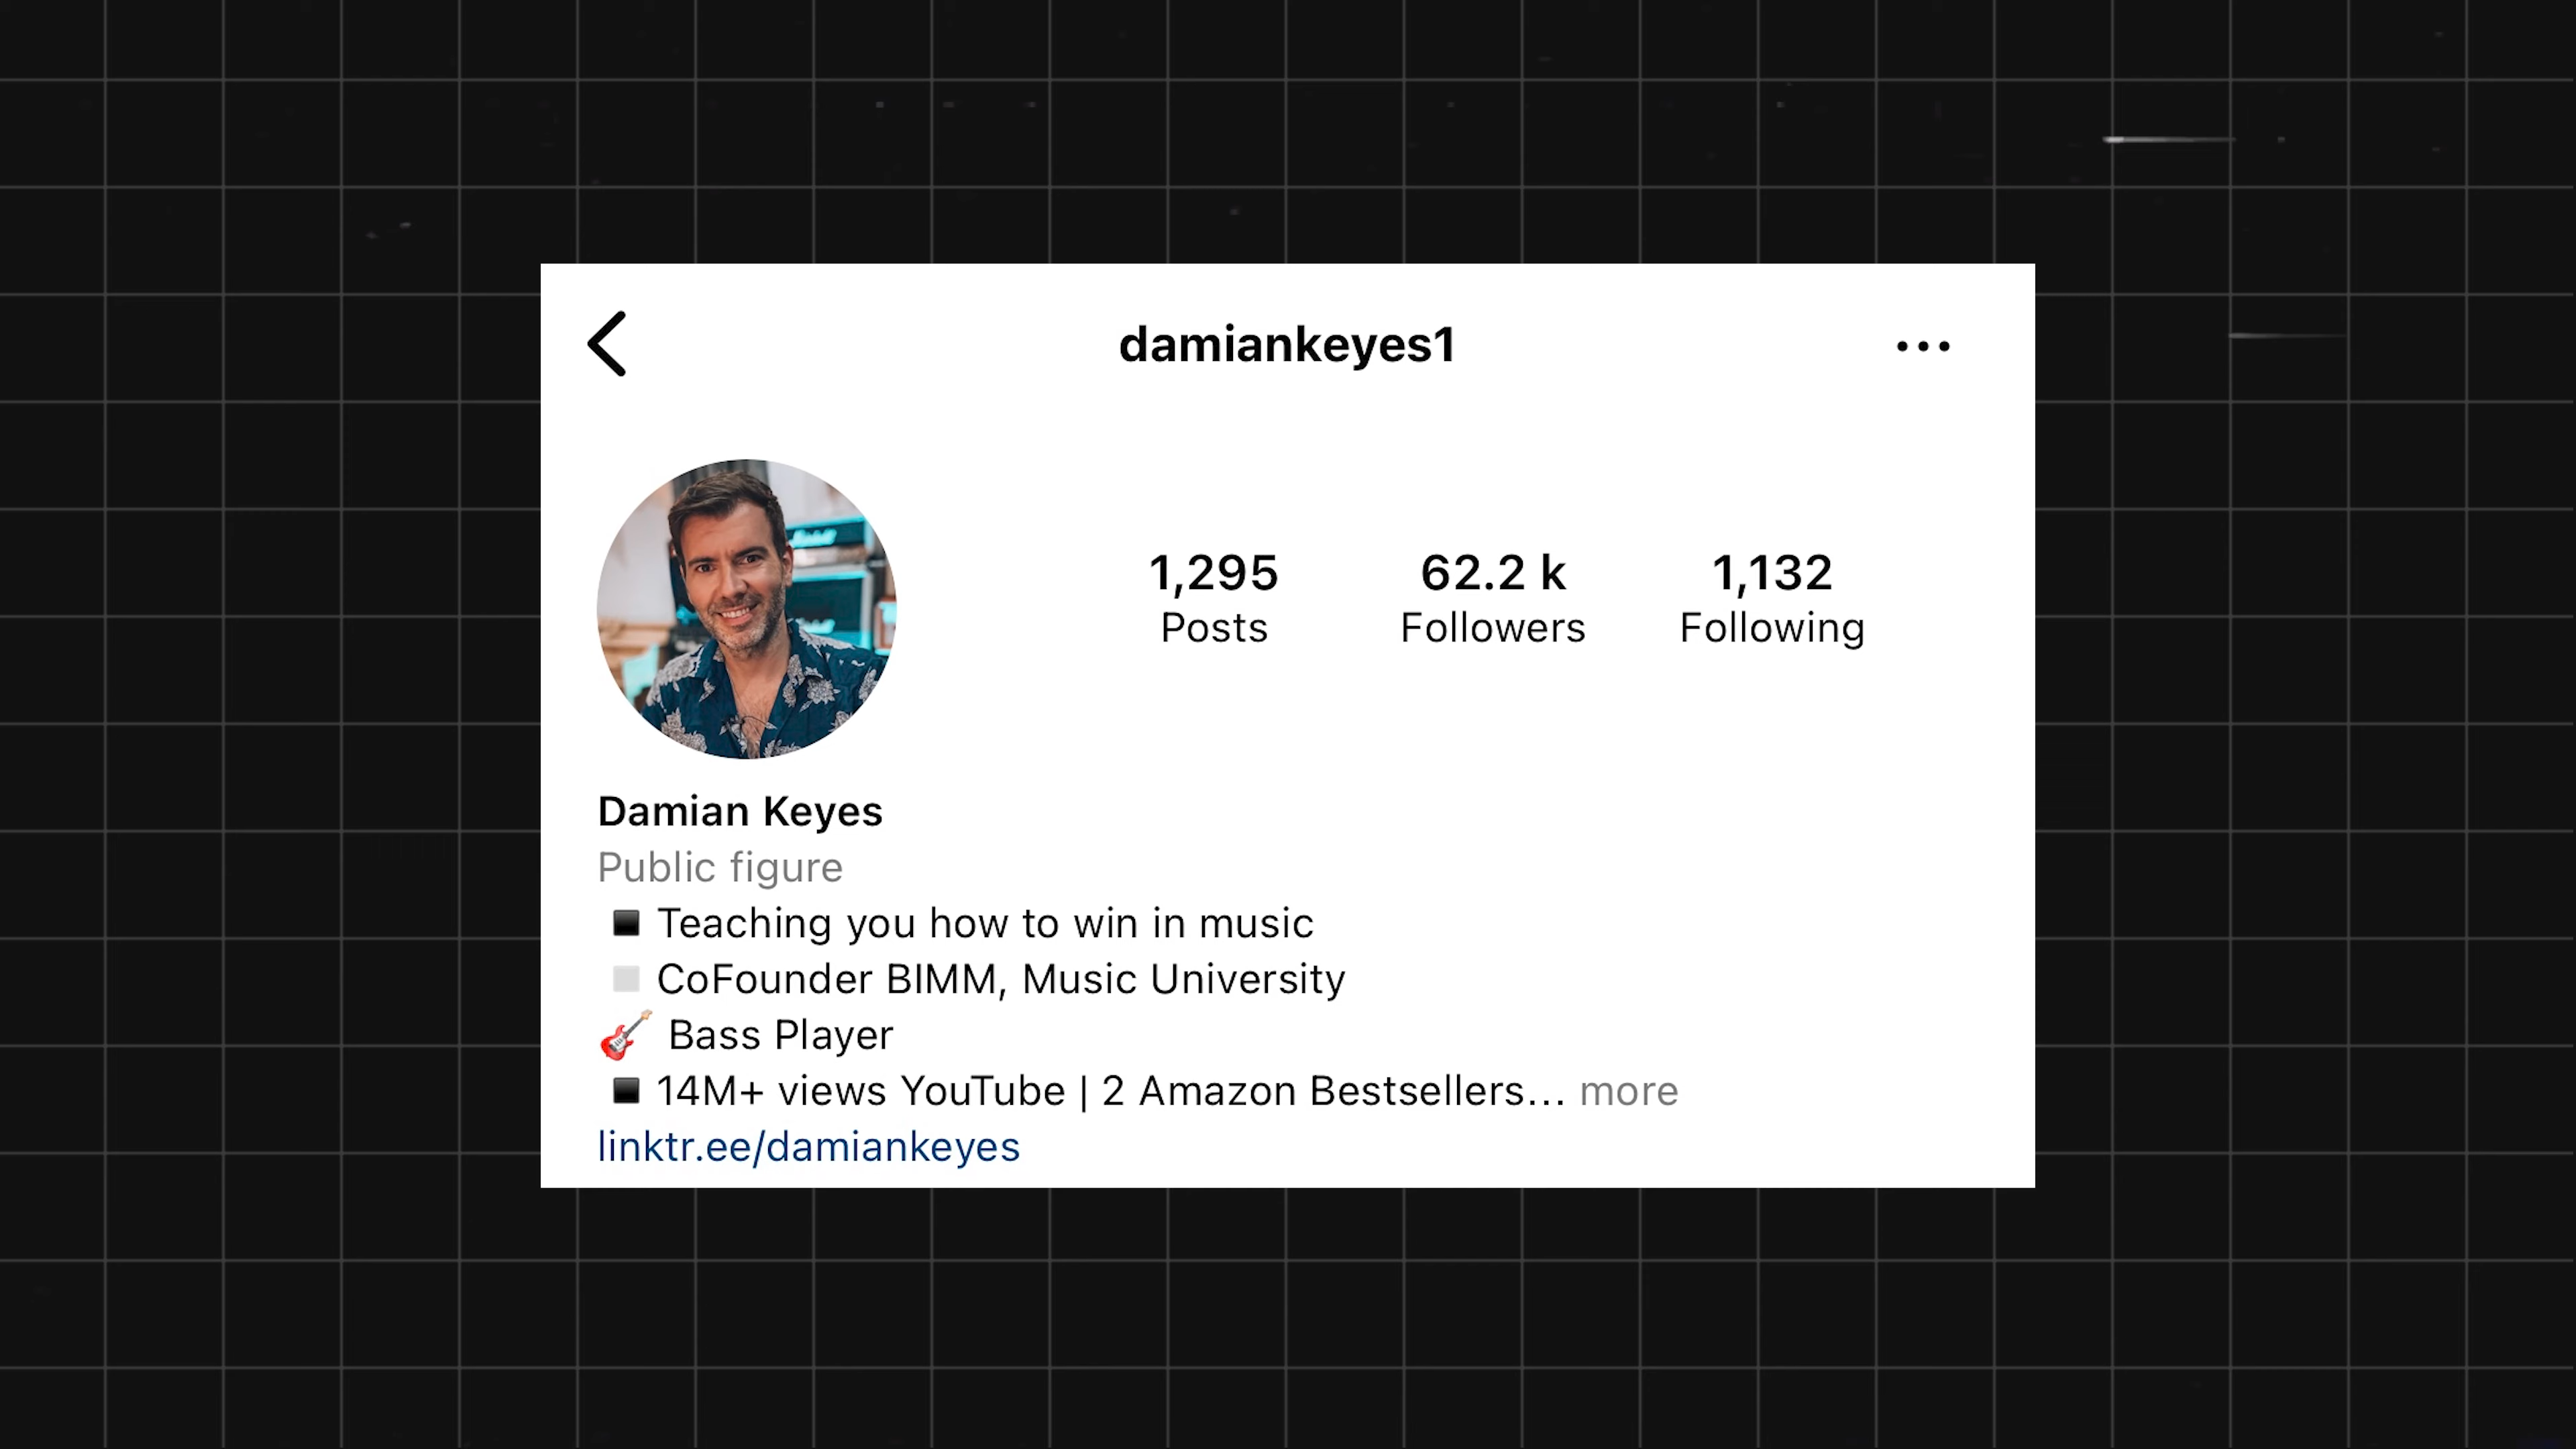 damiankeyes1
1,295 62.2 k 1,132
Posts Followers Following
Damian Keyes
Public figure
Teaching you how to win in music
CoFounder BIMM, Music University
Bass Player
14M+ views YouTube | 2 Amazon Bestsellers... more
linktr.ee/damiankeyes